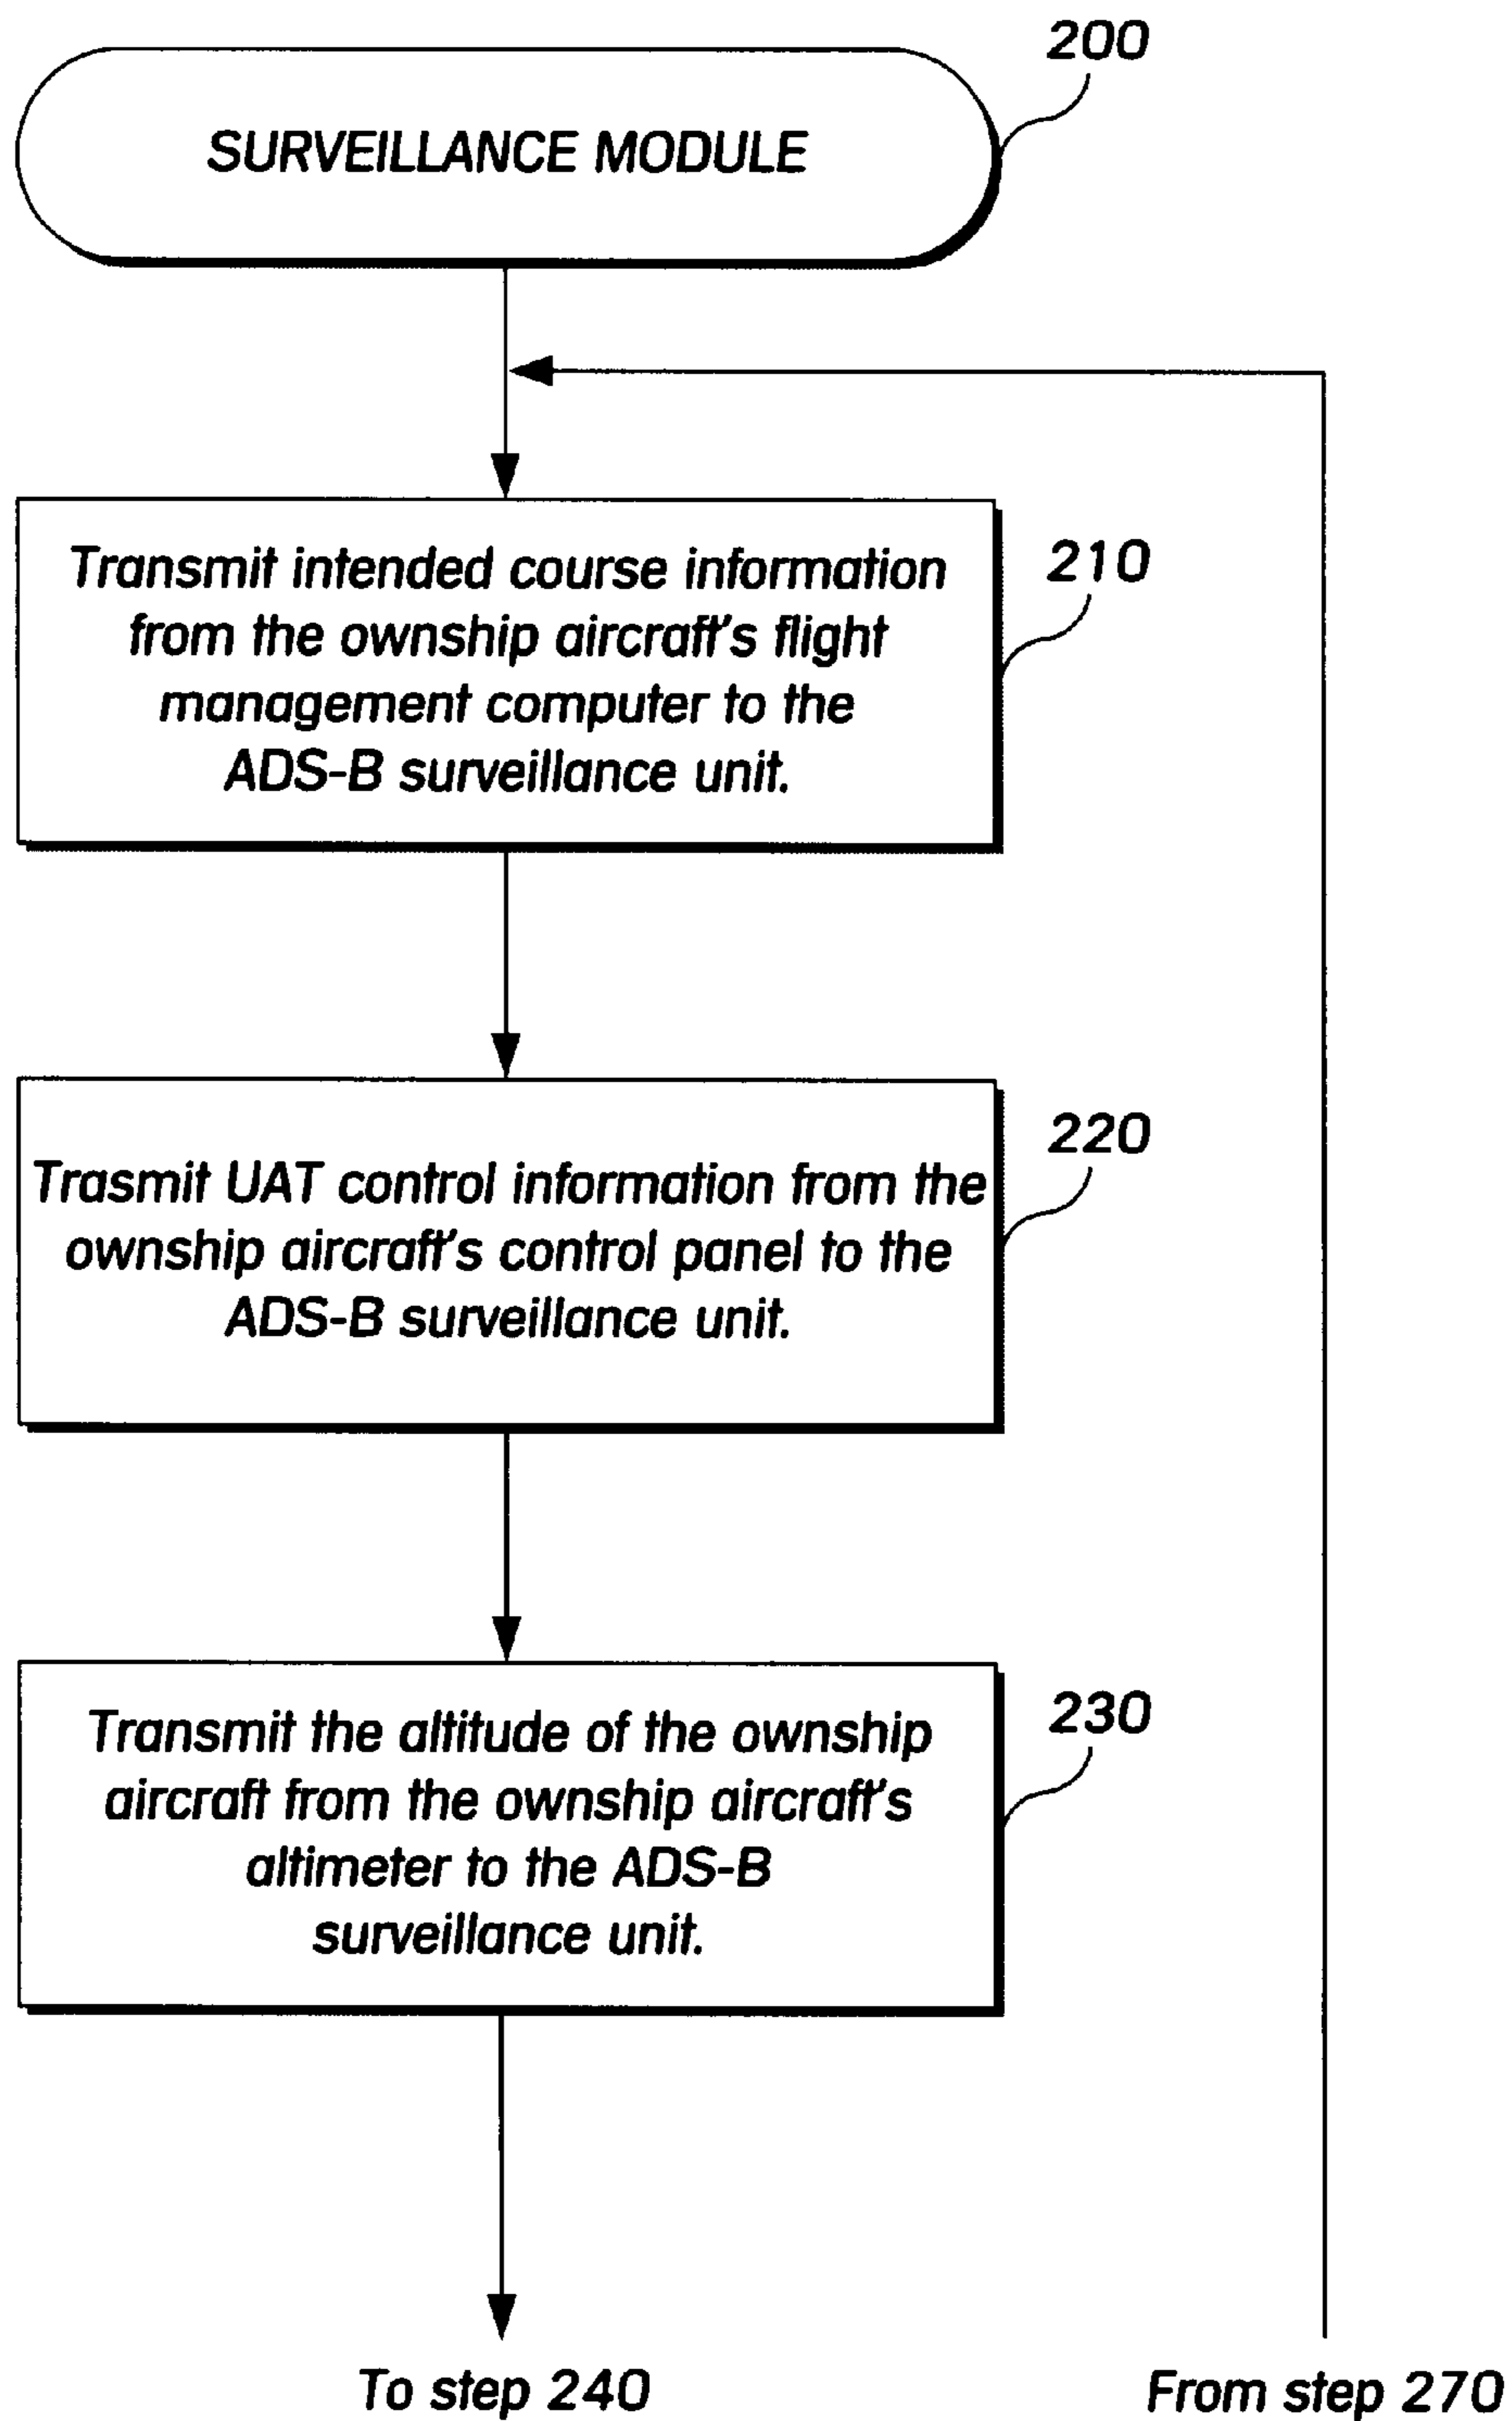 200
SURVEILLANCE MODULE
210
Transmit intended course information
from the ownship aircraft's flight
management computer to the
ADS-B surveillance unit.
220
Trasmit UAT control information from the
ownship aircraft's control panel to the
ADS-B surveillance unit.
230
Transmit the altitude of the ownship
aircraft from the ownship aircraft's
altimeter to the ADS-B
surveillance unit.
To step 240
From step 270